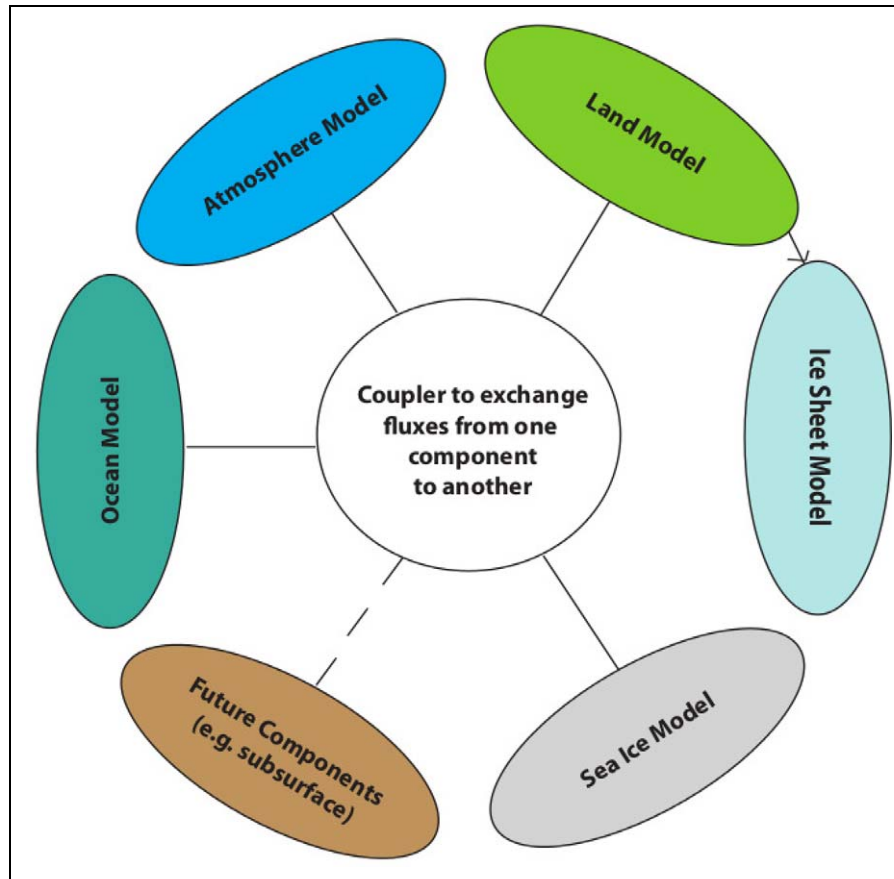 Atmosphere Model
Land Model
Ice Sheet Model
Coupler to exchange
fluxes from one
component
to another
Ocean Model
Future Components
(e.g. subsurface)
Sea Ice Model